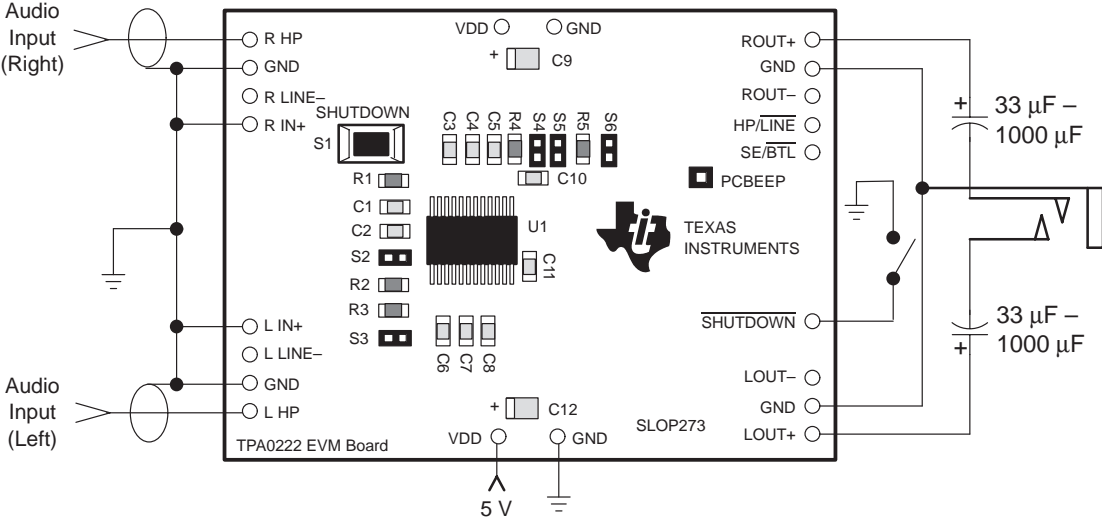 Audio
Input
(Right)
R HP
GND
R LINE–
R IN+
SHUTDOWN
S1
VDD
GND
+
C9
C3
C4
C5
R4
S4
S5
R5
S6
C10
R1
C1
C2
S2
R2
R3
S3
U1
C11
C6
C7
C8
PCBEEP
TEXAS
INSTRUMENTS
ROUT+
GND
ROUT–
HP/LINE
SE/BTL
SHUTDOWN
LOUT–
GND
LOUT+
+
33 μF –
1000 μF
33 μF –
1000 μF
+
L IN+
L LINE–
GND
L HP
Audio
Input
(Left)
TPA0222 EVM Board
+
C12
VDD
GND
SLOP273
5 V